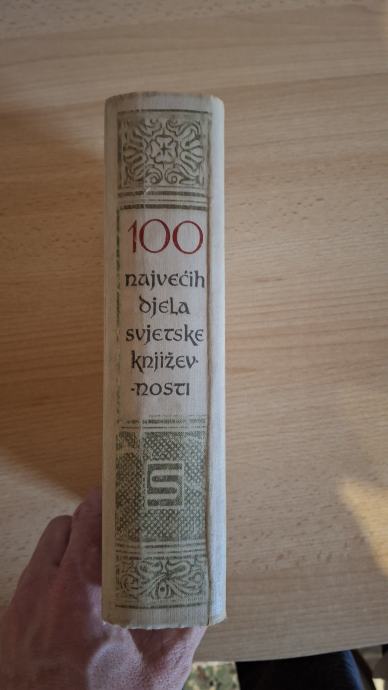 100
najvećih
djela
svjetske
književ-
-nosti
S